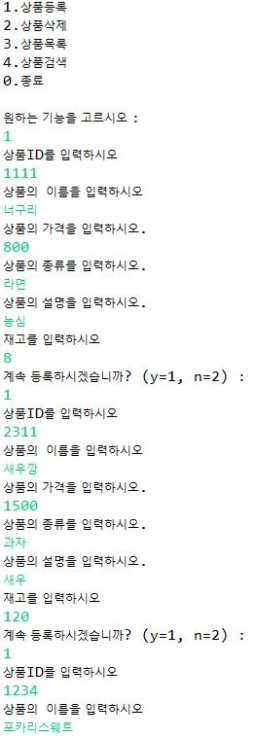 1.상품등록
2.상품삭제
3.상품목록
4.상품검색
0.종료
원하는 기능을 고르시오 :
1
상품ID를 입력하시오
1111
상품의 이름을 입력하시오
너구리
상품의 가격을 입력하시오.
800
상품의 종류를 입력하시오.
라면
상품의 설명을 입력하시오.
농심
재고를 입력하시오
8
계속 등록하시겠습니까? (y=1, n=2) :
1
상품ID를 입력하시오
2311
상품의 이름을 입력하시오
새우깡
상품의 가격을 입력하시오.
1500
상품의 종류를 입력하시오.
과자
상품의 설명을 입력하시오.
새우
재고를 입력하시오
120
계속 등록하시겠습니까? (y=1, n=2) :
1
상품ID를 입력하시오
1234
상품의 이름을 입력하시오
포카리스웨트